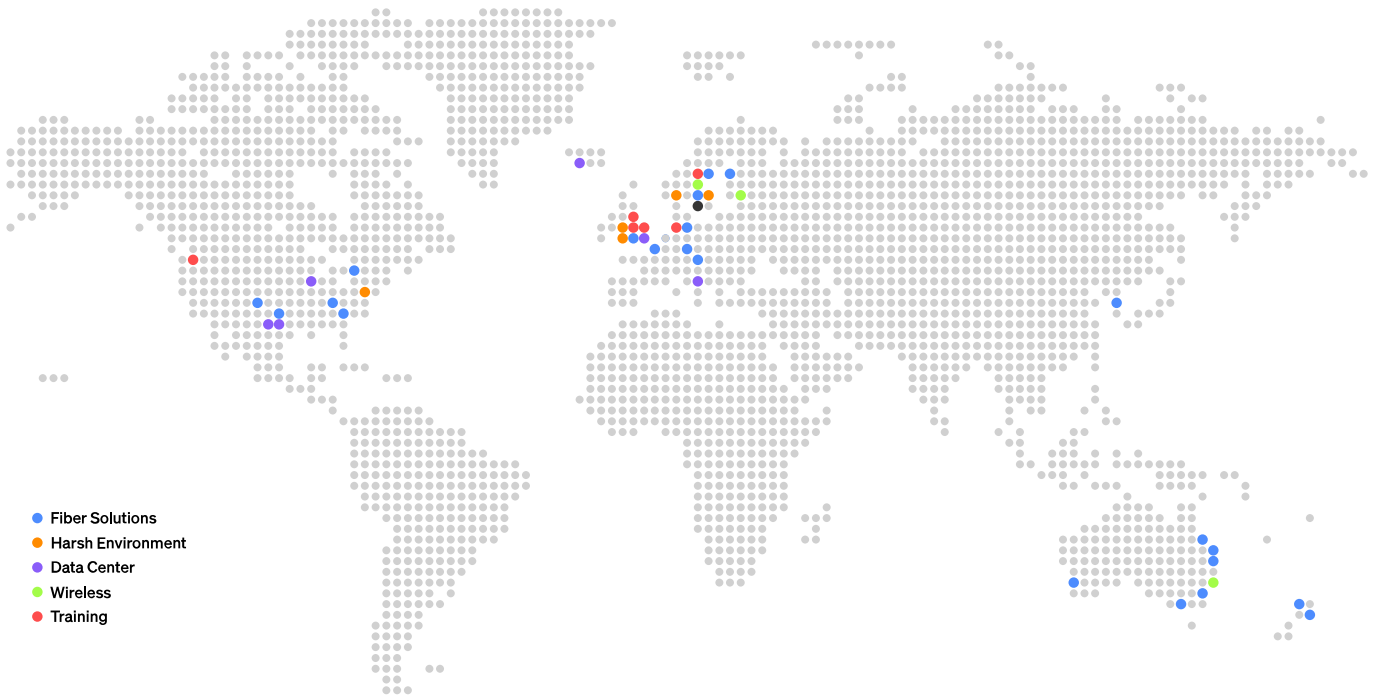 Fiber Solutions
Harsh Environment
Data Center
Wireless
Training